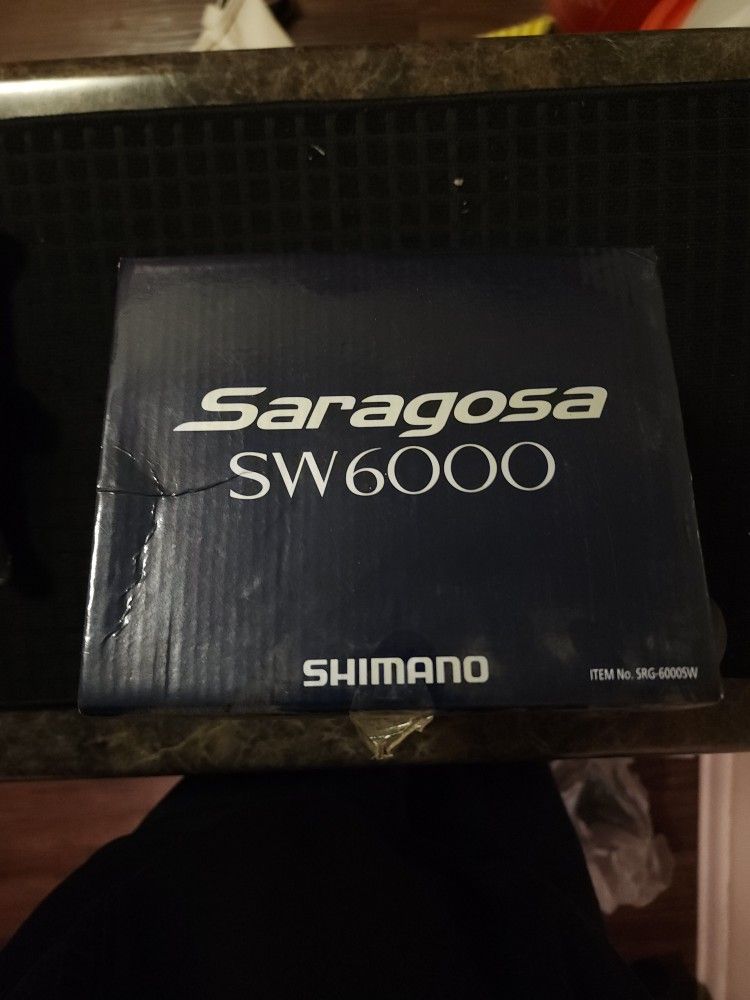 Saragosa
SW6000
SHIMANO
ITEM No. SRG-6000SW